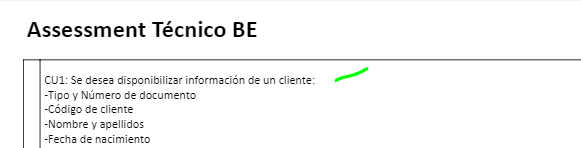 Assessment Técnico BE
CU1: Se desea disponibilizar información de un cliente:
-Tipo y Número de documento
-Código de cliente
-Nombre y apellidos
-Fecha de nacimiento